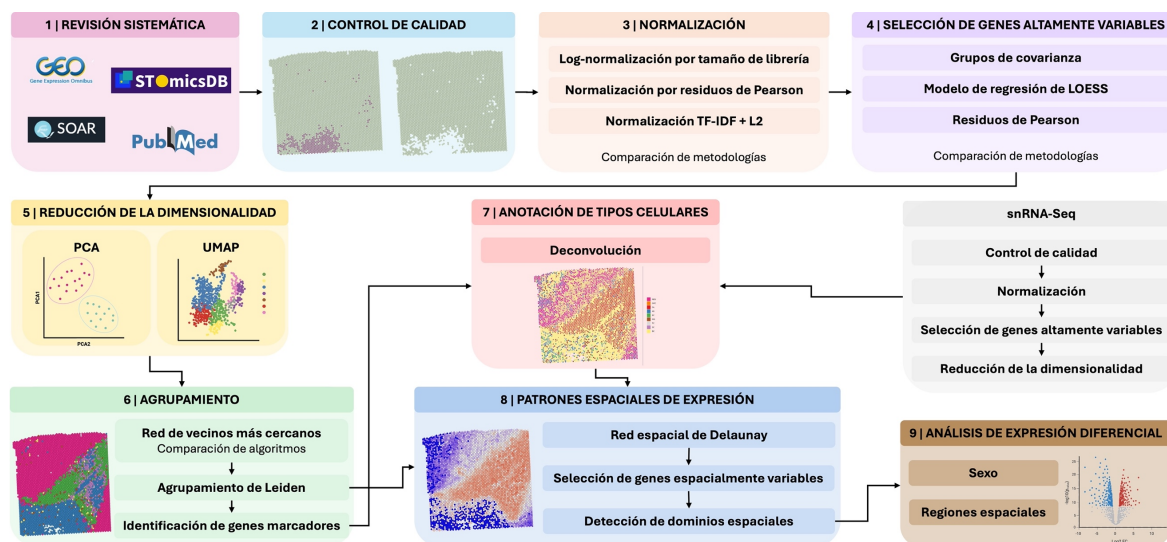 1 | REVISIÓN SISTEMÁTICA
GEO
Gene Expression Omnibus
STOmicsDB
SOAR
PubMed
2 | CONTROL DE CALIDAD
3 | NORMALIZACIÓN
Log-normalización por tamaño de librería
Normalización por residuos de Pearson
Normalización TF-IDF + L2
Comparación de metodologías
4 | SELECCIÓN DE GENES ALTAMENTE VARIABLES
Grupos de covarianza
Modelo de regresión de LOESS
Residuos de Pearson
Comparación de metodologías
5 | REDUCCIÓN DE LA DIMENSIONALIDAD
PCA
PCA1
PCA2
UMAP
6 | AGRUPAMIENTO
Red de vecinos más cercanos
Comparación de algoritmos
Agrupamiento de Leiden
Identificación de genes marcadores
7 | ANOTACIÓN DE TIPOS CELULARES
Deconvolución
snRNA-Seq
Control de calidad
Normalización
Selección de genes altamente variables
Reducción de la dimensionalidad
8 | PATRONES ESPACIALES DE EXPRESIÓN
Red espacial de Delaunay
Selección de genes espacialmente variables
Detección de dominios espaciales
9 | ANÁLISIS DE EXPRESIÓN DIFERENCIAL
Sexo
Regiones espaciales